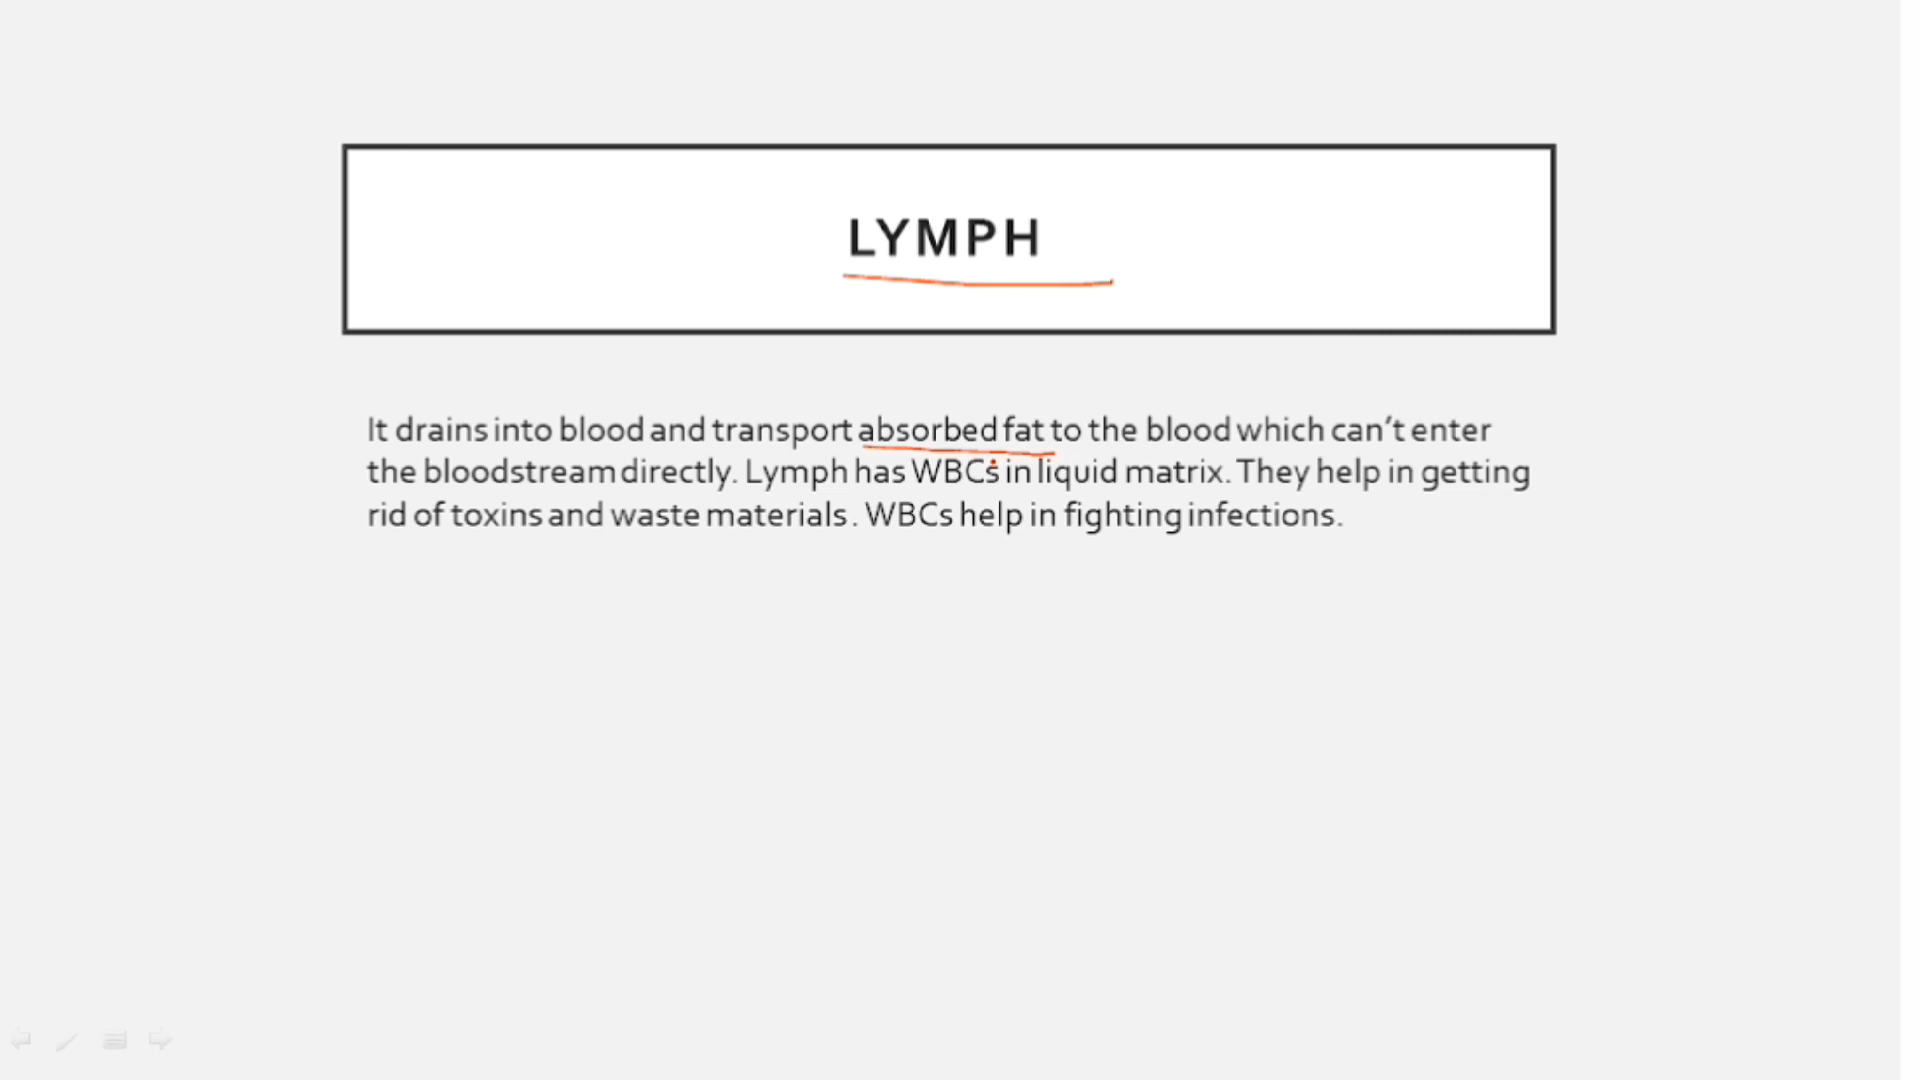 LYMPH
It drains into blood and transport absorbed fat to the blood which can’t enter
the bloodstream directly. Lymph has WBCs in liquid matrix. They help in getting
rid of toxins and waste materials. WBCs help in fighting infections.